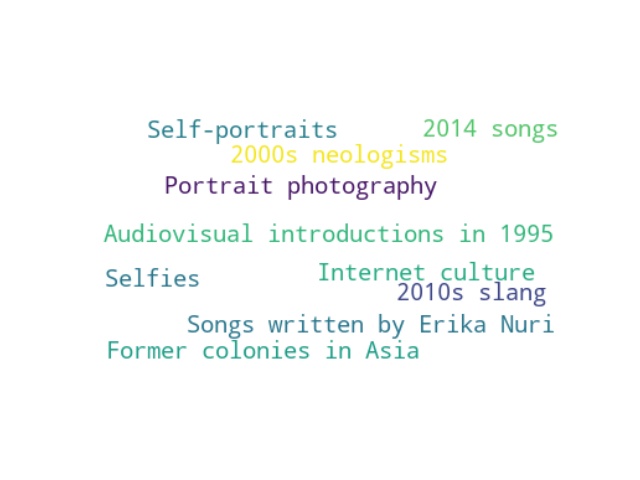 Self-portraits
2014 songs
2000s neologisms
Portrait photography
Audiovisual introductions in 1995
Selfies
Internet culture
2010s slang
Songs written by Erika Nuri
Former colonies in Asia